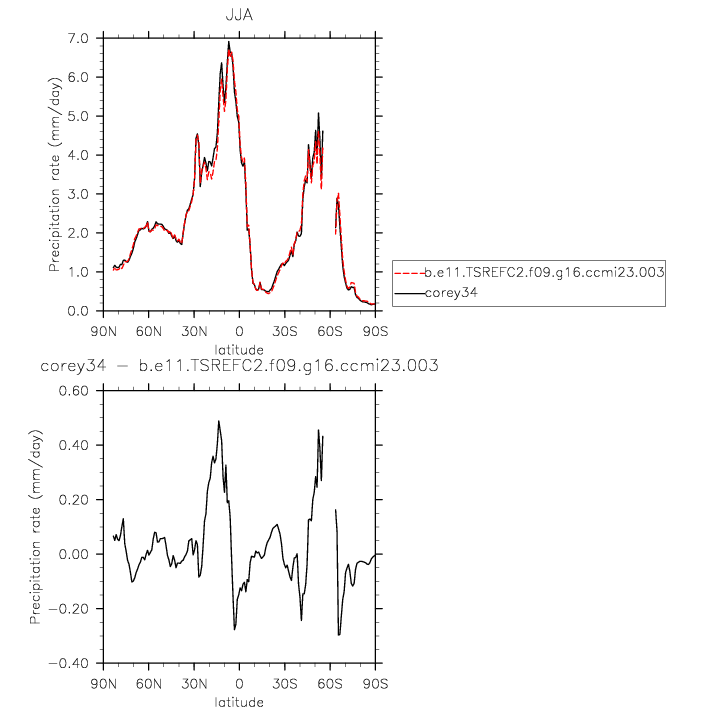 JJA
7.0
6.0
5.0
4.0
3.0
2.0
1.0
0.0
Precipitation rate (mm/day)
90N 60N 30N 0 30S 60S 90S
latitude
b.e11.TSREFC2.f09.g16.ccmi23.003
corey34
corey34 − b.e11.TSREFC2.f09.g16.ccmi23.003
0.60
0.40
0.20
0.00
−0.20
−0.40
Precipitation rate (mm/day)
90N 60N 30N 0 30S 60S 90S
latitude